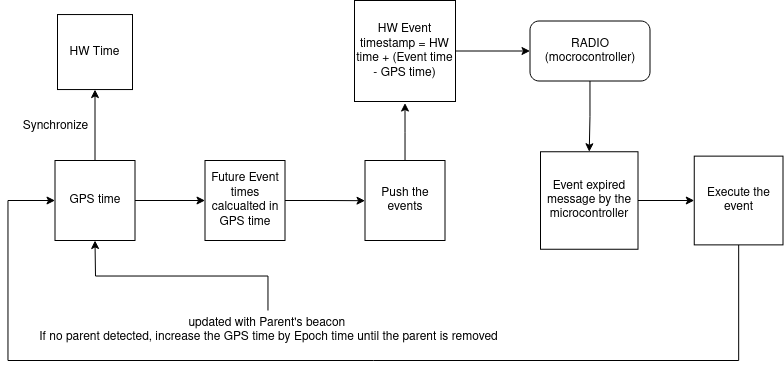 HW Time
HW Event
timestamp = HW
time + (Event time
- GPS time)
RADIO
(mocrocontroller)
Synchronize
GPS time
Future Event
times
calcualted in
GPS time
Push the
events
Event expired
message by the
microcontroller
Execute the
event
updated with Parent's beacon
If no parent detected, increase the GPS time by Epoch time until the parent is removed